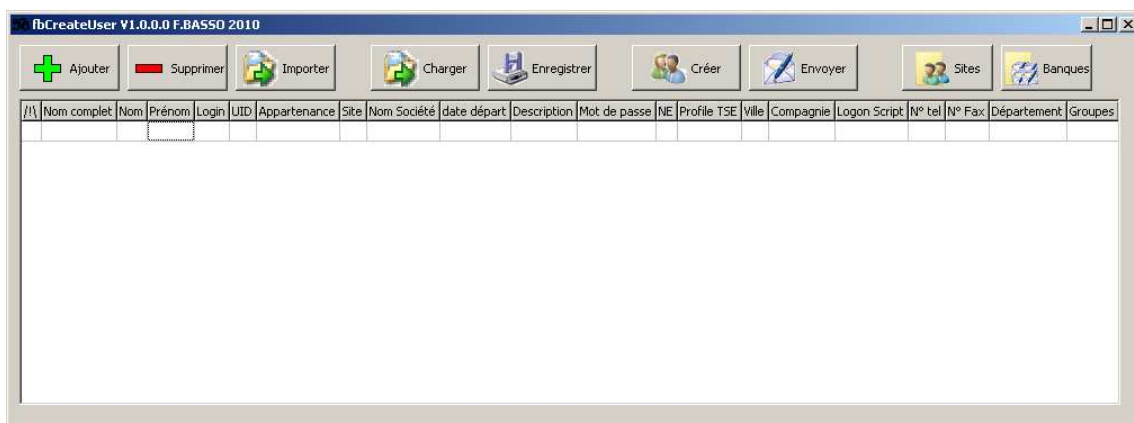 fbCreateUser V1.0.0.0 F.BASSO 2010
Ajouter Supprimer Importer Charger Enregistrer Créer Envoyer Sites Banques
/!\ Nom complet Nom Prénom Login UID Appartenance Site Nom Société date départ Description Mot de passe NE Profile TSE Ville Compagnie Logon Script N° tel N° Fax Département Groupes